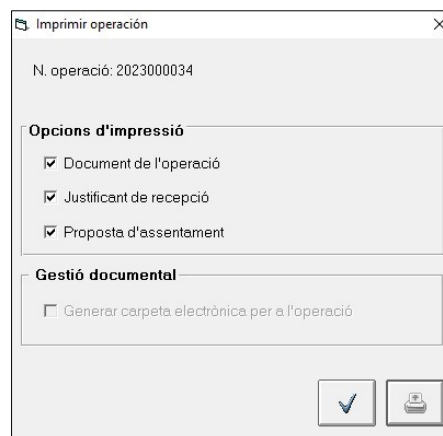 Imprimir operación
N. operació: 2023000034
Opcions d'impressió
Document de l'operació
Justificant de recepció
Proposta d'assentament
Gestió documental
Generar carpeta electrònica per a l'operació